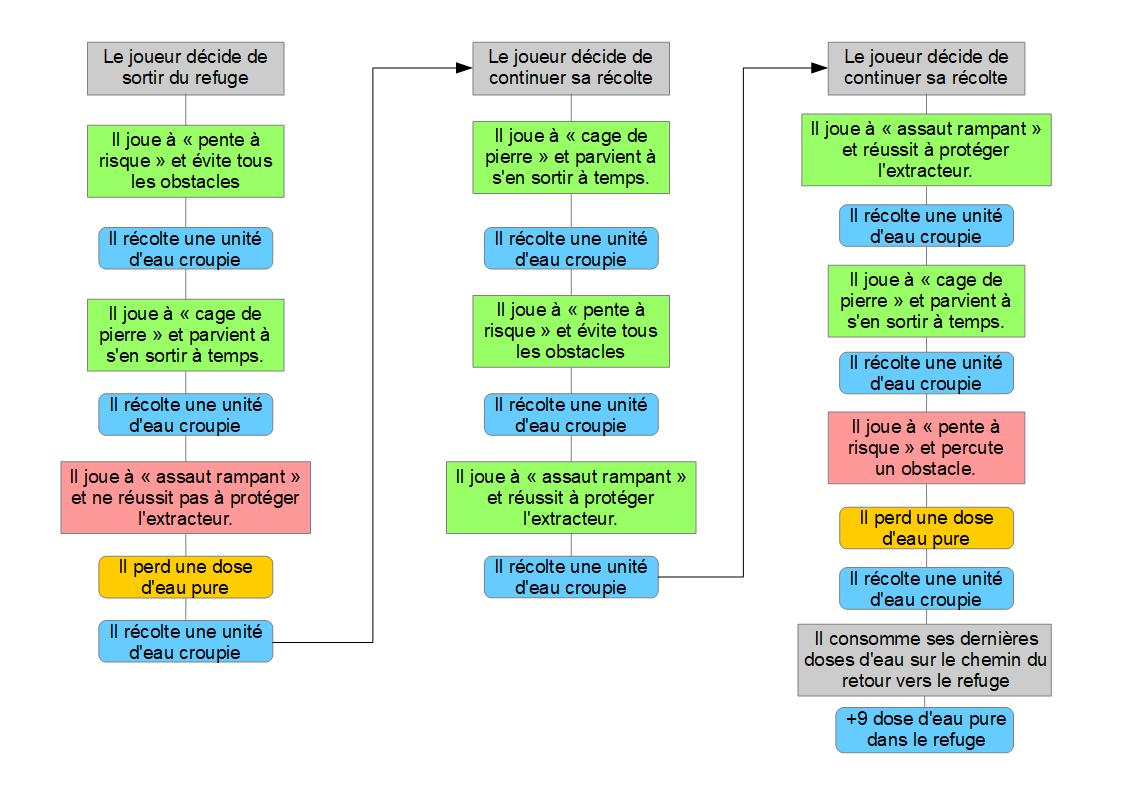 Le joueur décide de
sortir du refuge
Il joue à « pente à
risque » et évite tous
les obstacles
Il récolte une unité
d'eau croupie
Il joue à « cage de
pierre » et parvient à
s'en sortir à temps.
Il récolte une unité
d'eau croupie
Il joue à « assaut rampant »
et ne réussit pas à protéger
l'extracteur.
Il perd une dose
d'eau pure
Il récolte une unité
d'eau croupie
Le joueur décide de
continuer sa récolte
Il joue à « cage de
pierre » et parvient à
s'en sortir à temps.
Il récolte une unité
d'eau croupie
Il joue à « pente à
risque » et évite tous
les obstacles
Il récolte une unité
d'eau croupie
Il joue à « assaut rampant »
et réussit à protéger
l'extracteur.
Il récolte une unité
d'eau croupie
Le joueur décide de
continuer sa récolte
Il joue à « assaut rampant »
et réussit à protéger
l'extracteur.
Il récolte une unité
d'eau croupie
Il joue à « cage de
pierre » et parvient à
s'en sortir à temps.
Il récolte une unité
d'eau croupie
Il joue à « pente à
risque » et percute
un obstacle.
Il perd une dose
d'eau pure
Il récolte une unité
d'eau croupie
Il consomme ses dernières
doses d'eau sur le chemin du
retour vers le refuge
+9 dose d'eau pure
dans le refuge